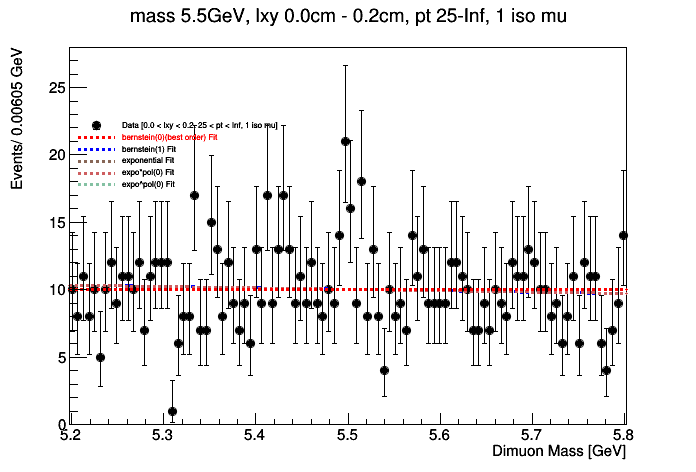 mass 5.5GeV, lxy 0.0cm - 0.2cm, pt 25-Inf, 1 iso mu
Events/ 0.00605 GeV
25
20
15
10
5
0
Data [0.0 < lxy < 0.2, 25 < pt < Inf, 1 iso mu]
bernstein(0)(best order) Fit
bernstein(1) Fit
exponential Fit
expo*pol(0) Fit
expo*pol(0) Fit
5.2 5.3 5.4 5.5 5.6 5.7 5.8
Dimuon Mass [GeV]